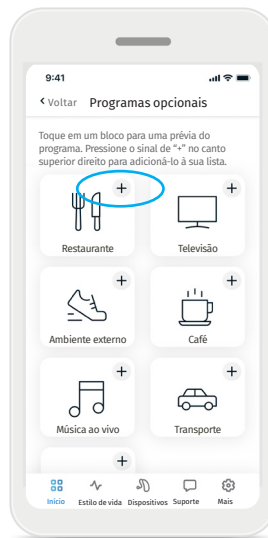 9:41
Voltar Programas opcionais
Toque em um bloco para uma prévia do
programa. Pressione o sinal de “+” no canto
superior direito para adicioná-lo à sua lista.
+ +
Restaurante Televisão
+ +
Ambiente externo Café
+ +
Música ao vivo Transporte
+
Início Estilo de vida Dispositivos Suporte Mais